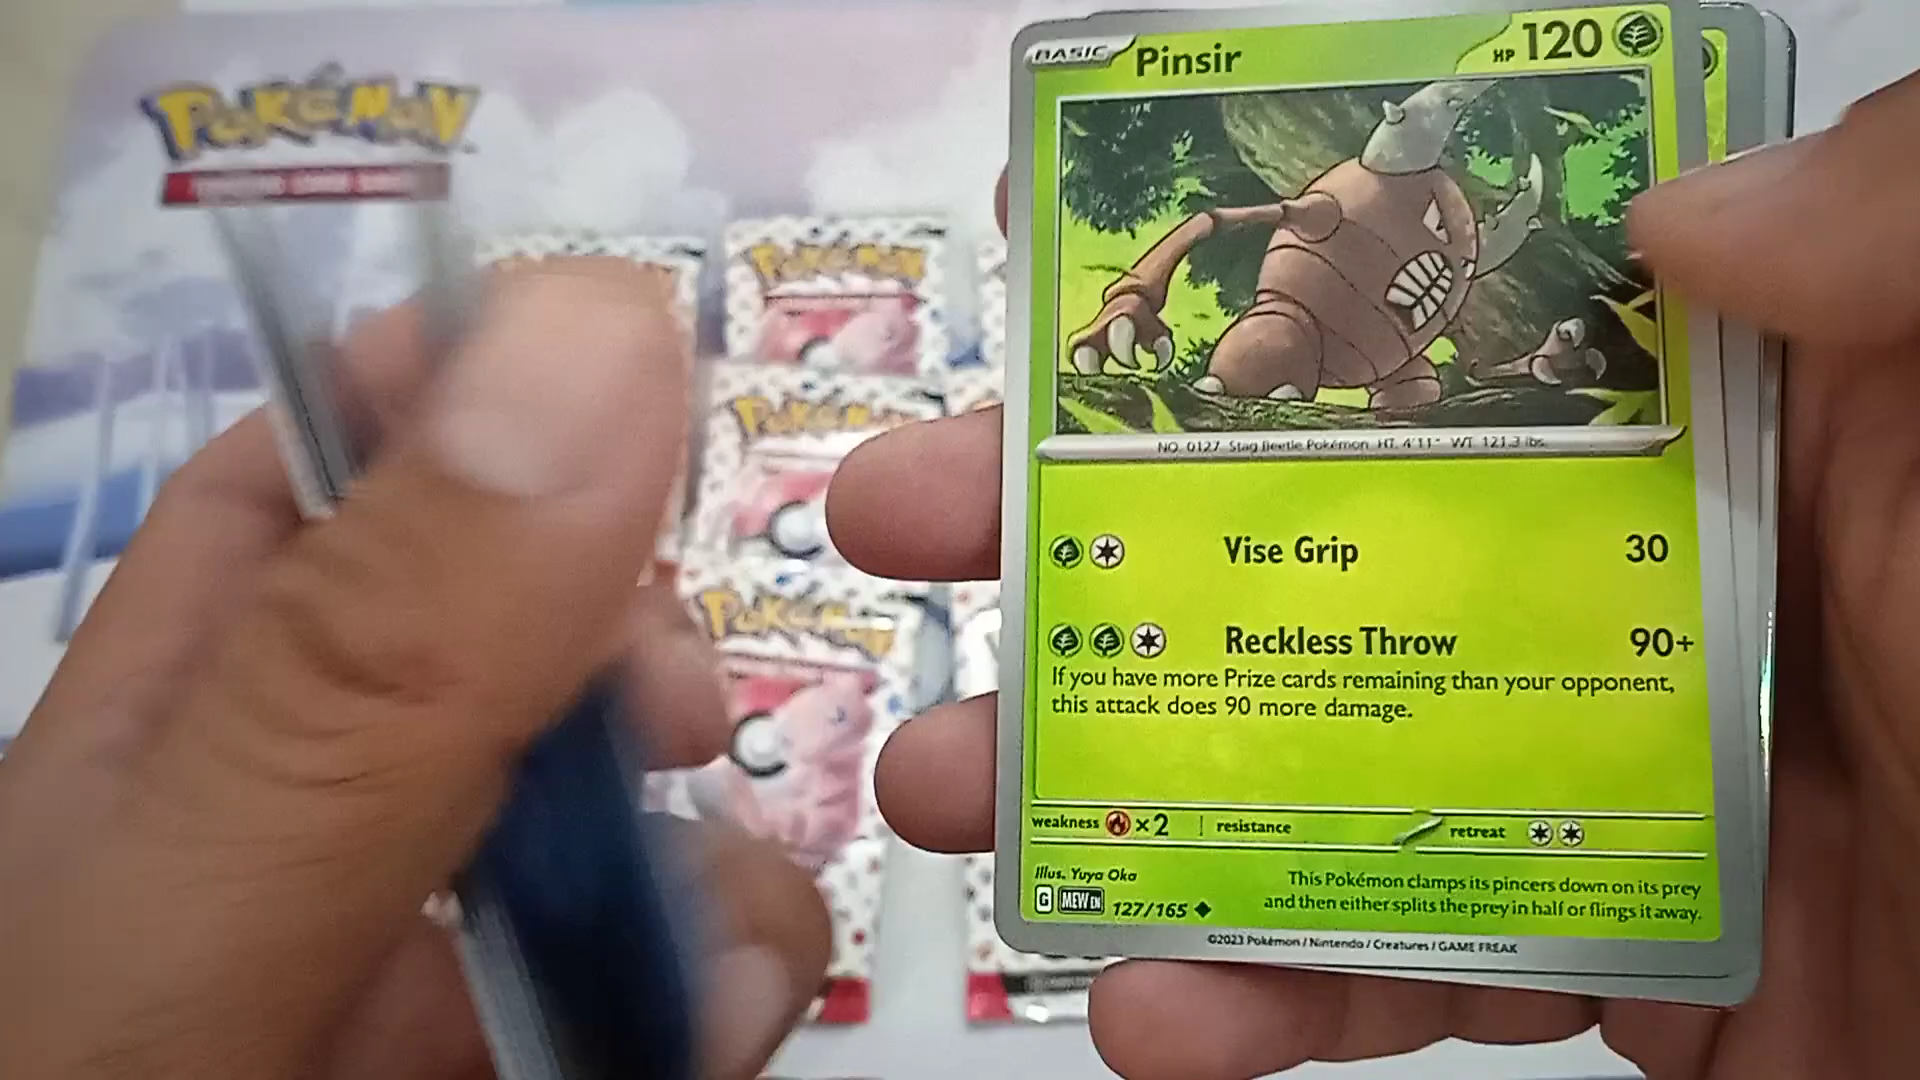 POKéMON
BASIC Pinsir HP 120
NO. 0127 Stag Beetle Pokémon HT. 4'11" WT. 121.3 lbs.
Vise Grip 30
Reckless Throw 90+
If you have more Prize cards remaining than your opponent,
this attack does 90 more damage.
weakness ×2 resistance retreat
Illus. Yuya Oka
G MEW EN 127/165
This Pokémon clamps its pincers down on its prey
and then either splits the prey in half or flings it away.
©2023 Pokémon / Nintendo / Creatures / GAME FREAK
POKéMON
POKéMON
POKéMON